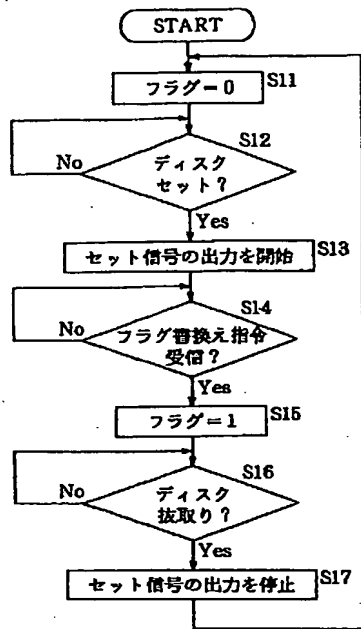 START
フラグ=0
S11
S12
ディスク
セット?
No
Yes
セット信号の出力を開始
S13
S14
フラグ書換え指令
受信?
No
Yes
フラグ=1
S15
S16
ディスク
抜取り?
No
Yes
セット信号の出力を停止
S17